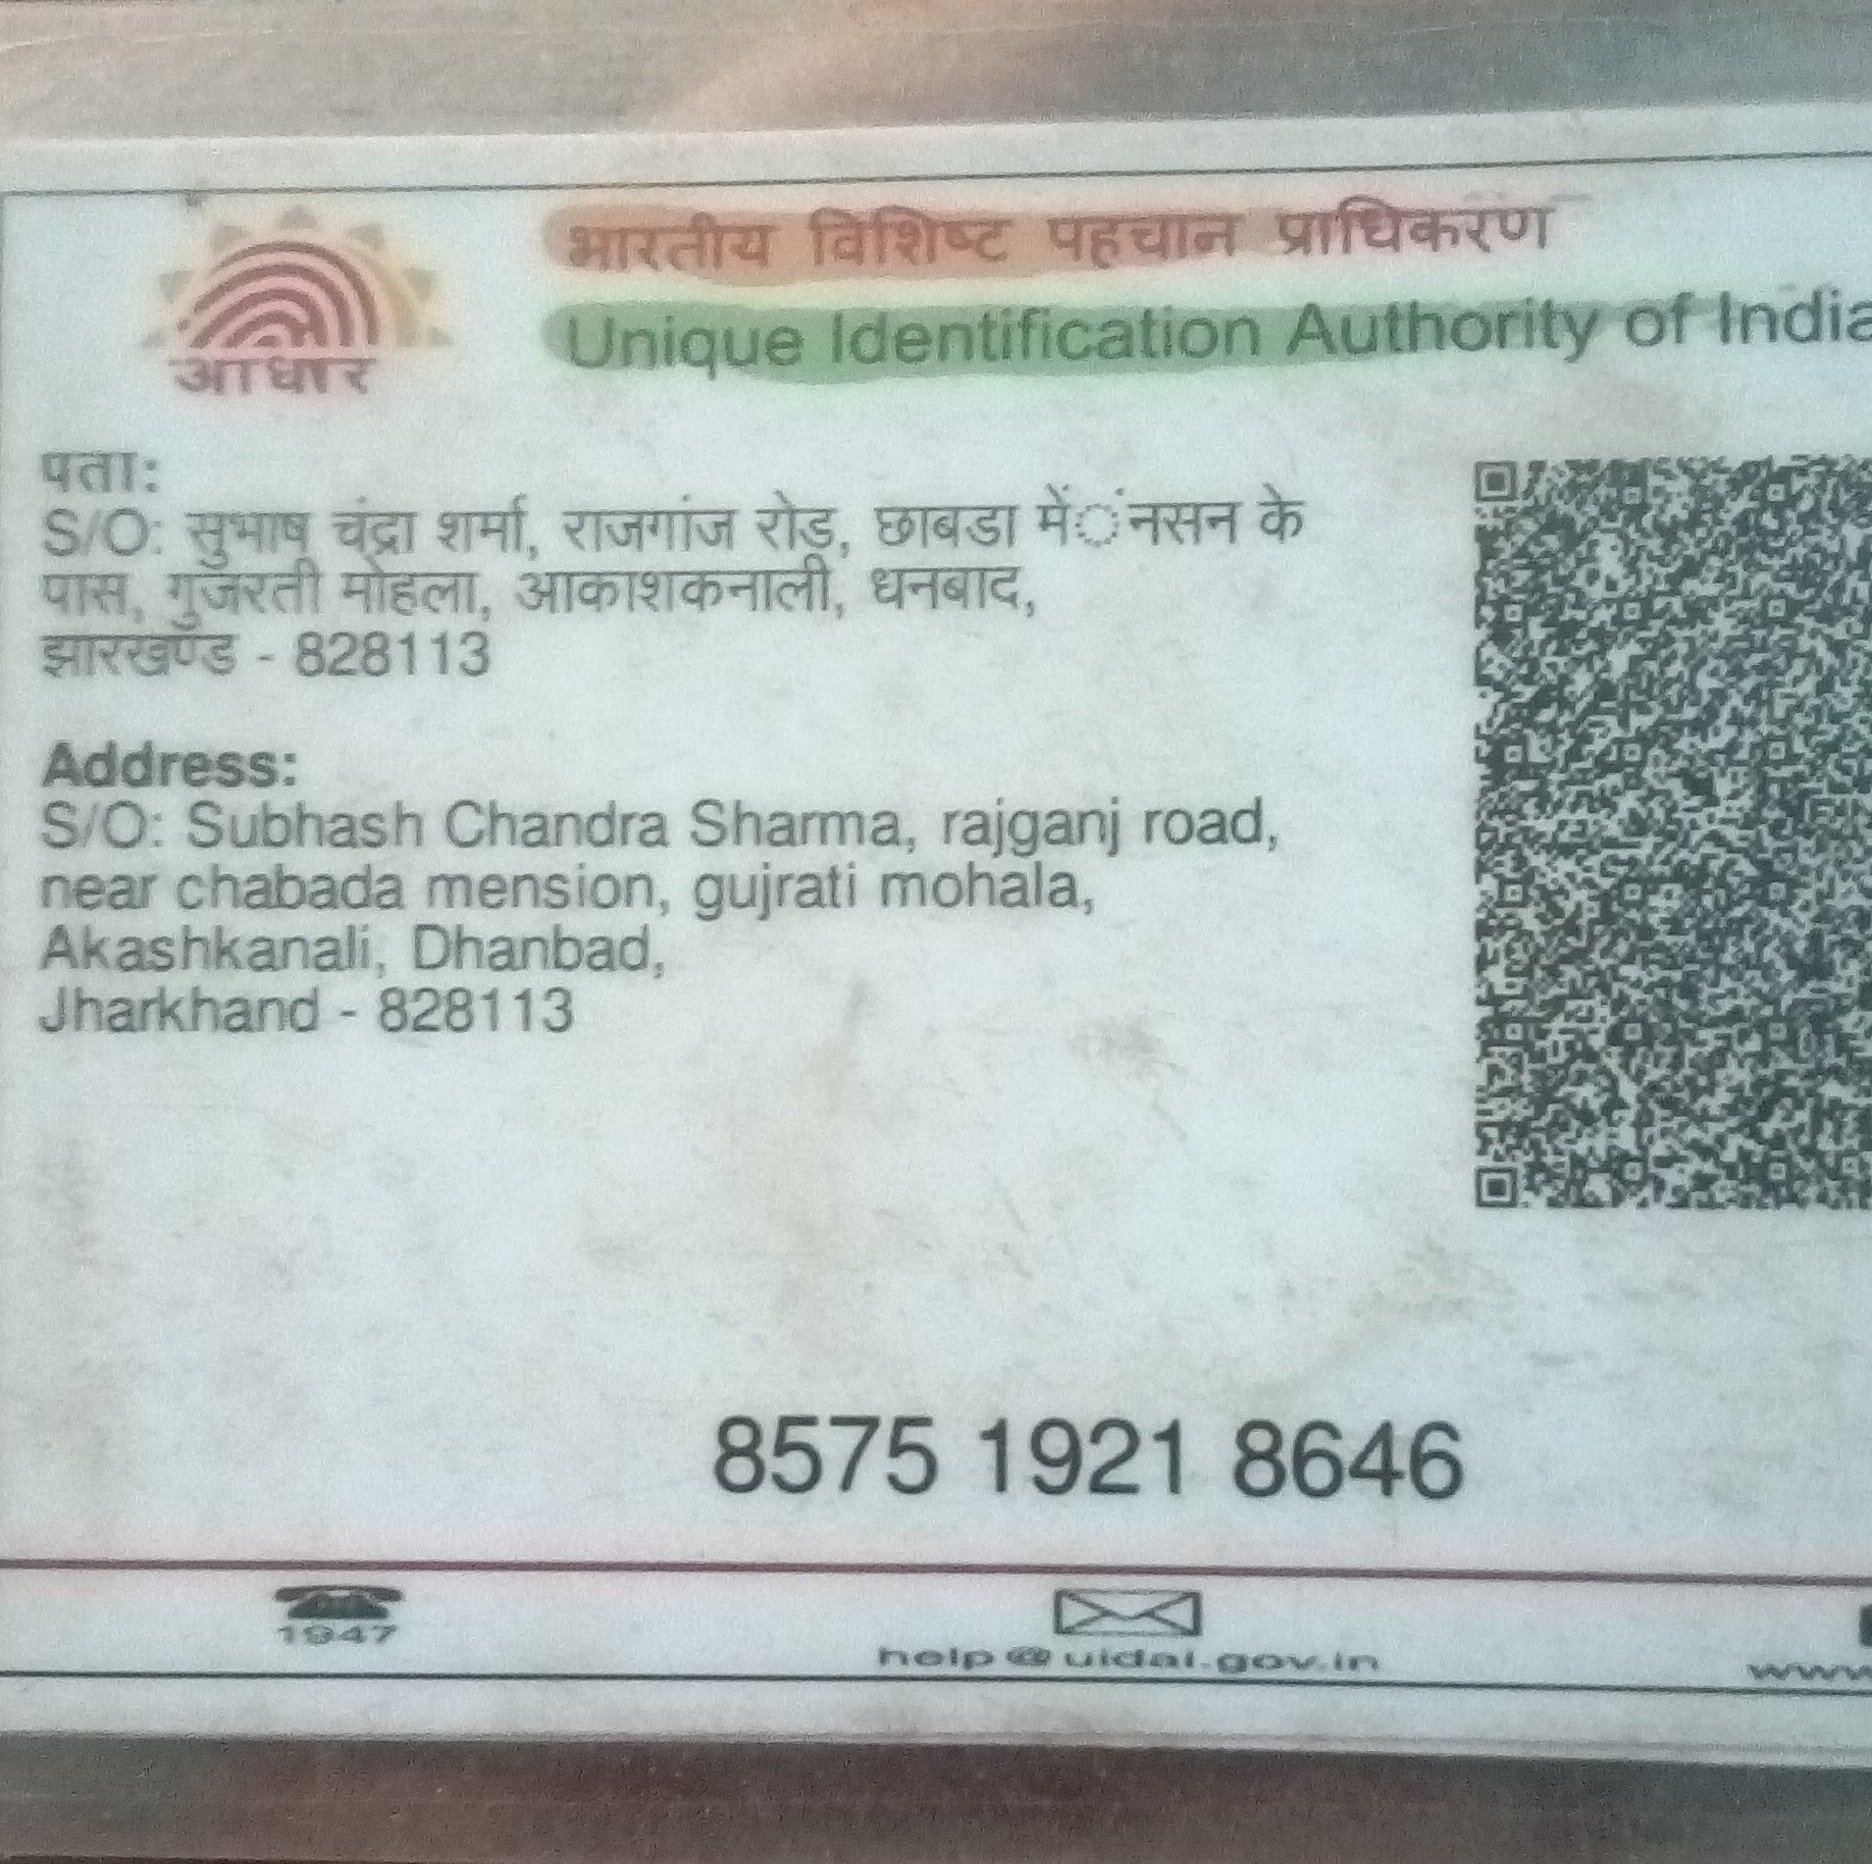 भारतीय विशिष्ट पहचान प्राधिकरण
Unique Identification Authority of India
आधार
पता:
S/O: सुभाष चंद्रा शर्मा, राजगांज रोड, छाबडा में◌ंनसन के
पास, गुजरती मोहला, आकाशकनाली, धनबाद,
झारखण्ड - 828113
Address:
S/O: Subhash Chandra Sharma, rajganj road,
near chabada mension, gujrati mohala,
Akashkanali, Dhanbad,
Jharkhand - 828113
8575 1921 8646
1947
help@uidai.gov.in
www